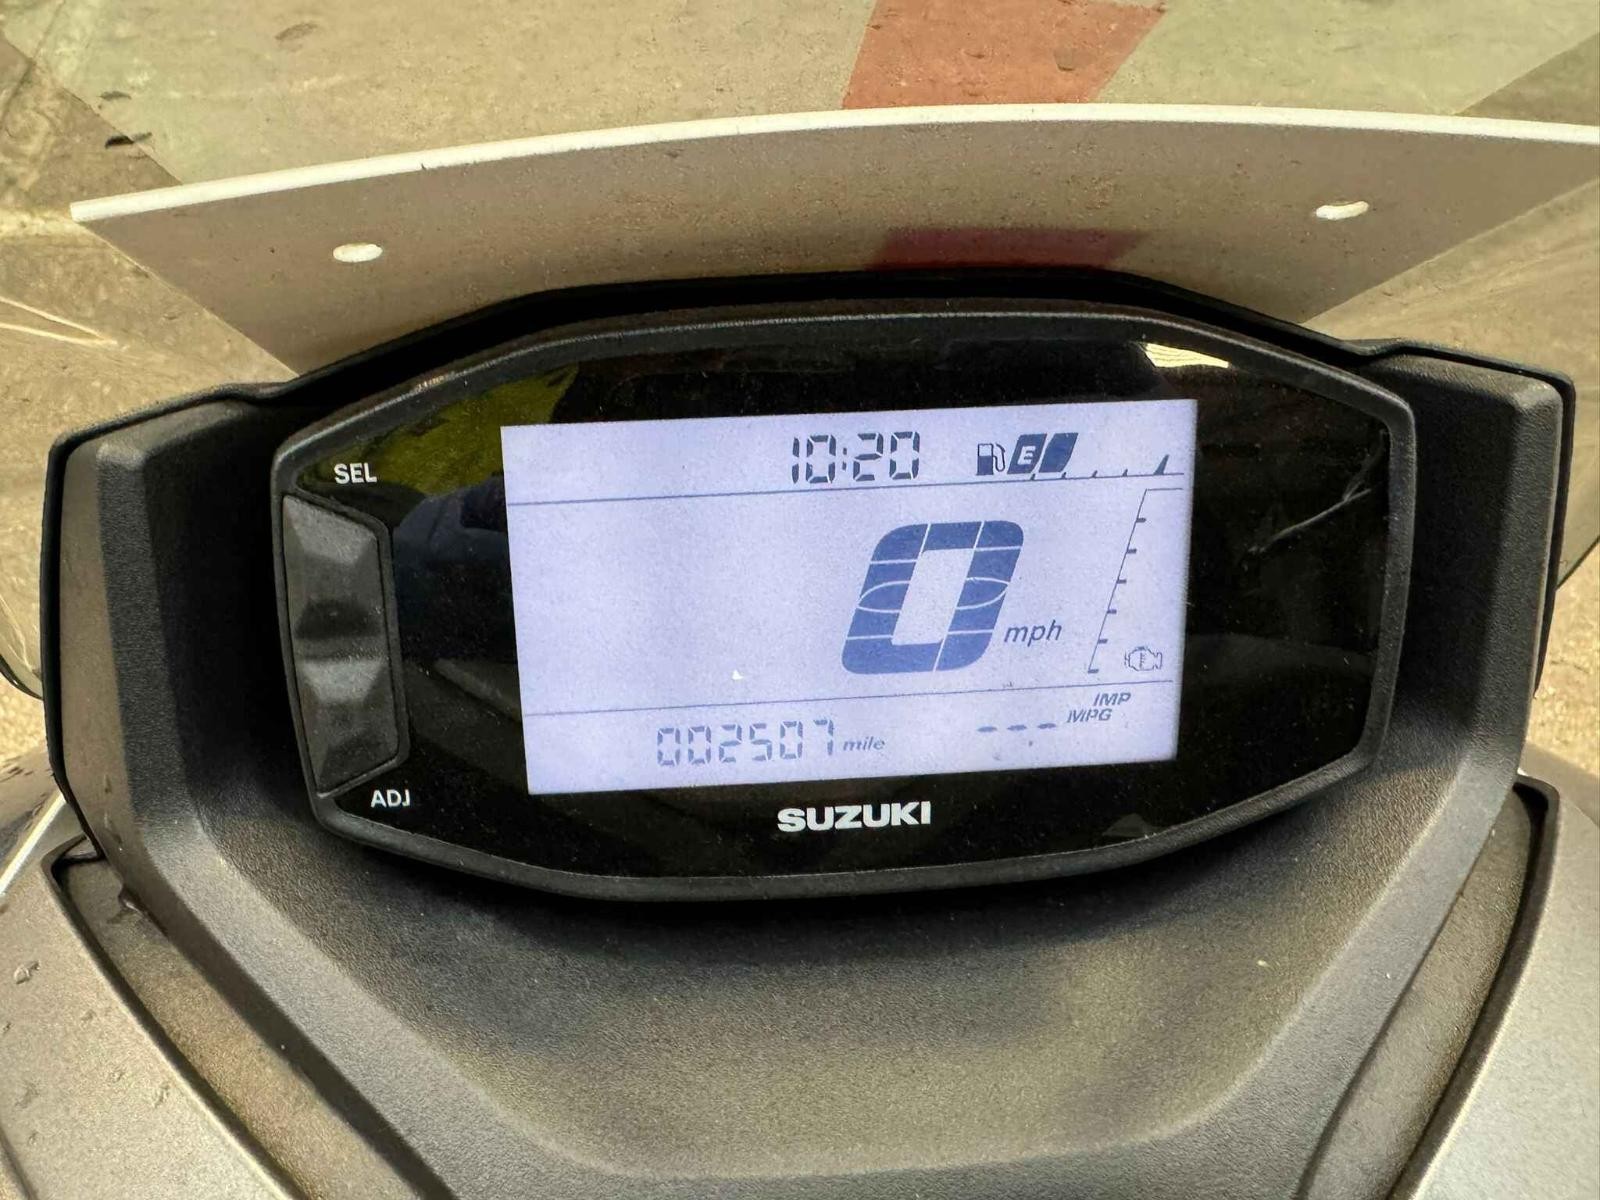 SEL
10:20
E
0 mph
IMP
MPG
002507 mile ---
ADJ
SUZUKI